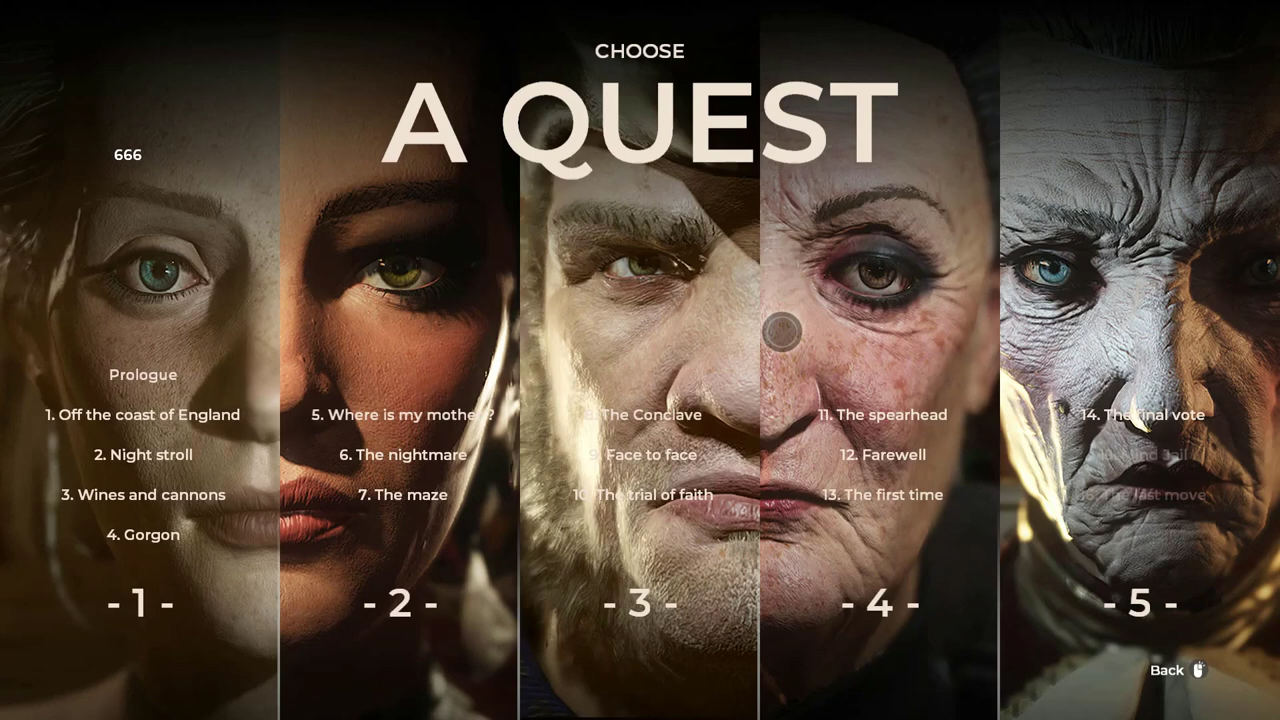 CHOOSE
A QUEST
666
Prologue
1. Off the coast of England
2. Night stroll
3. Wines and cannons
4. Gorgon
- 1 -
5. Where is my mother?
6. The nightmare
7. The maze
- 2 -
8. The Conclave
9. Face to face
10. The trial of faith
- 3 -
11. The spearhead
12. Farewell
13. The first time
- 4 -
14. The final vote
16. The last move
- 5 -
Back